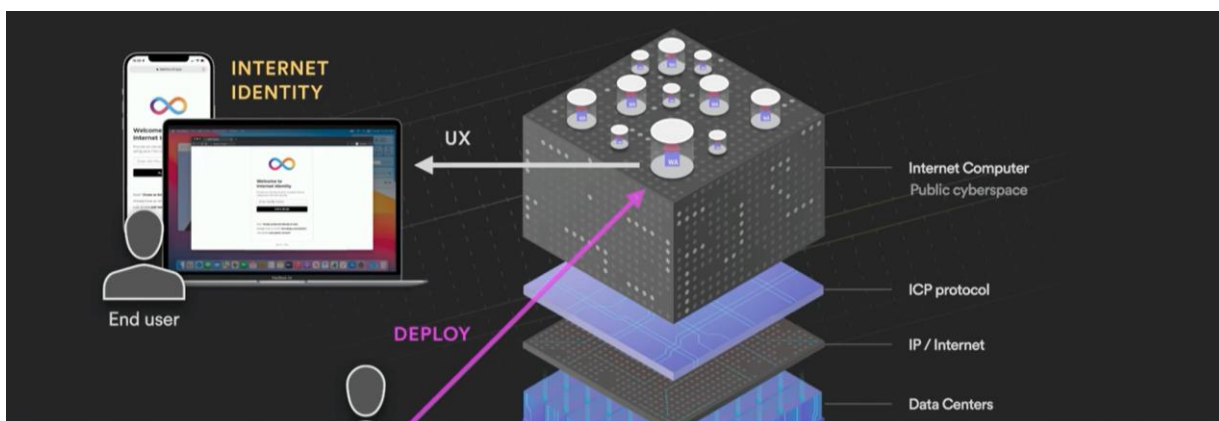 INTERNET
IDENTITY
UX
Welcome to
Internet Identity
End user
DEPLOY
Internet Computer
Public cyberspace
ICP protocol
IP / Internet
Data Centers